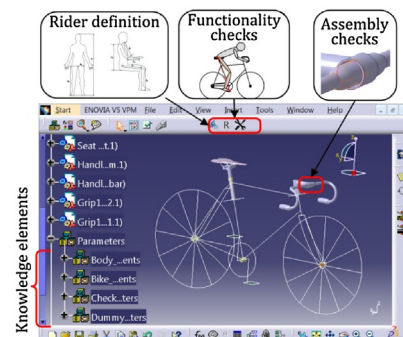 Rider definition
Functionality
checks
Assembly
checks
Start ENOVIA V5 VPM File Edit View Insert Tools Window Help
R
Seat ...t.1)
Handl...m.1)
Handl...bar)
Grip1...2.1)
Grip1...1.1)
Parameters
Body_...ents
Bike_...ents
Check...ters
Dummy...ters
Knowledge elements